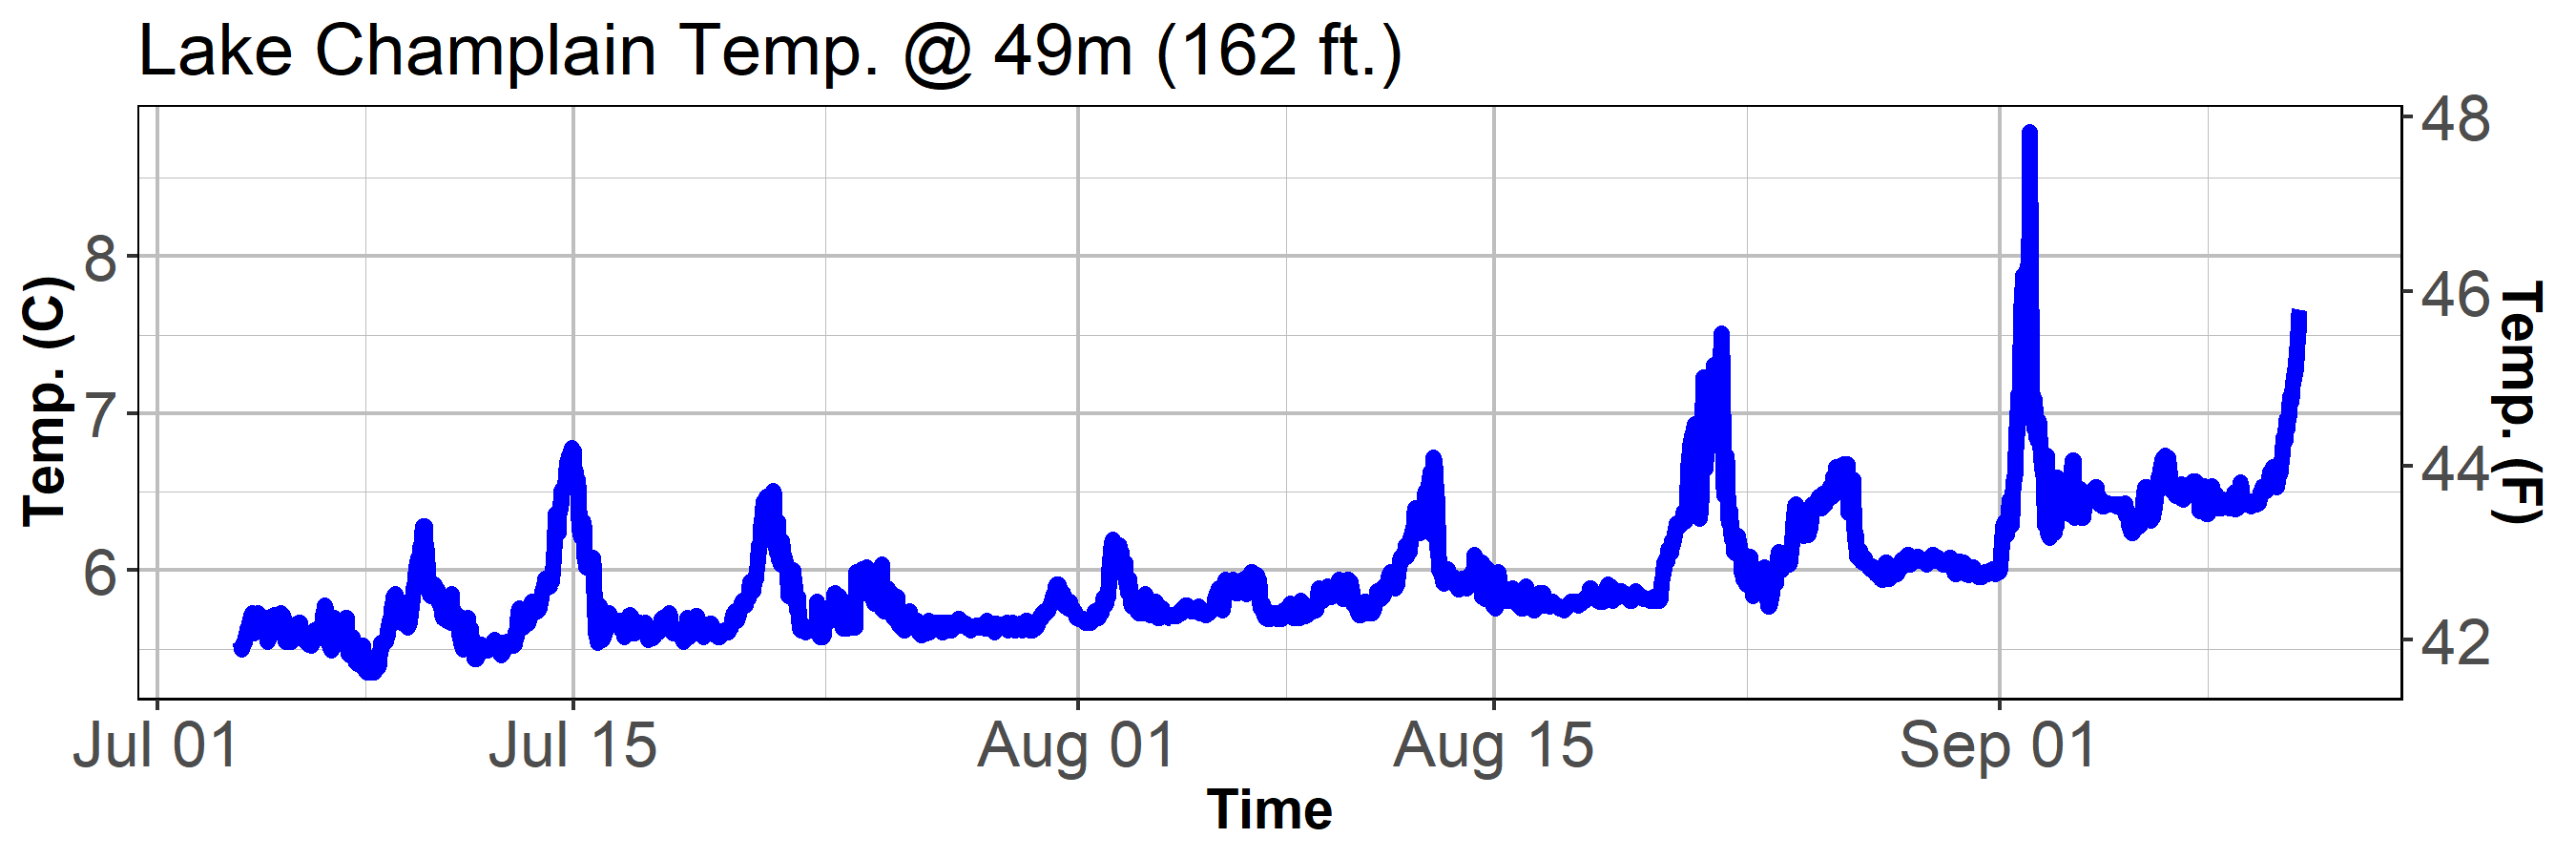 Lake Champlain Temp. @ 49m (162 ft.)
Temp. (C)
8
7
6
48
46
44
42
Temp. (F)
Jul 01
Jul 15
Aug 01
Aug 15
Sep 01
Time